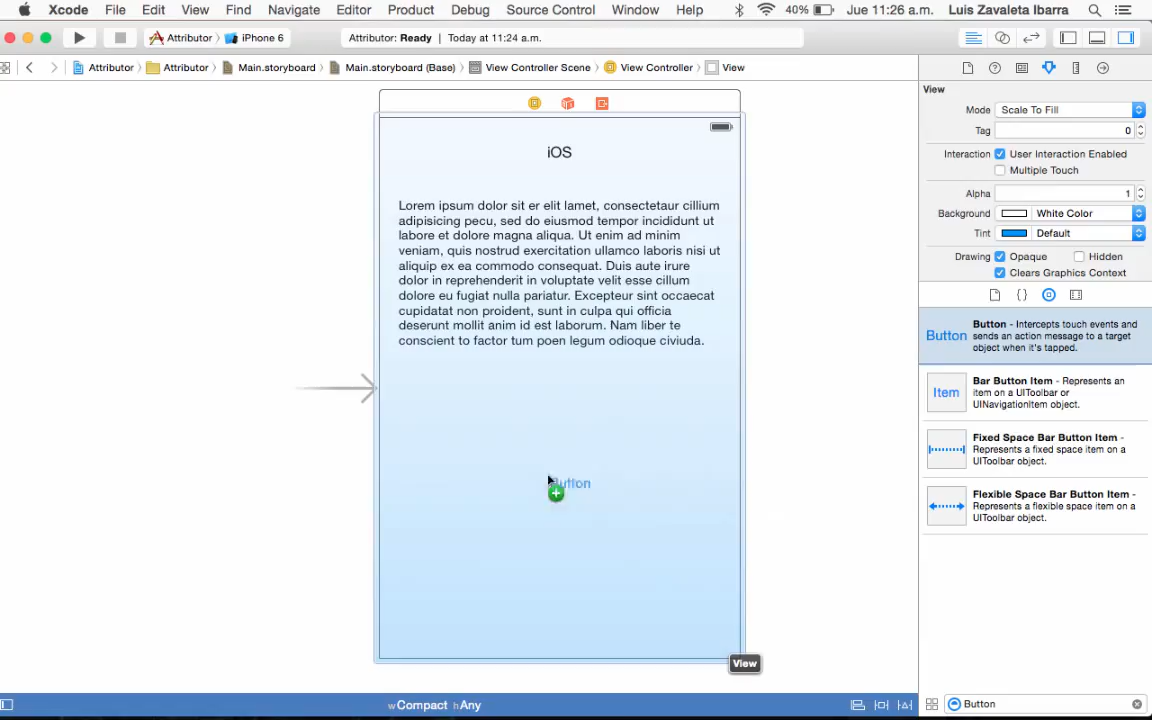 Xcode File Edit View Find Navigate Editor Product Debug Source Control Window Help 40% Jue 11:26 a.m. Luis Zavaleta Ibarra
Attributor iPhone 6 Attributor: Ready | Today at 11:24 a.m.
Attributor Attributor Main.storyboard Main.storyboard (Base) View Controller Scene View Controller View
iOS
Lorem ipsum dolor sit er elit lamet, consectetaur cillium
adipisicing pecu, sed do eiusmod tempor incididunt ut
labore et dolore magna aliqua. Ut enim ad minim
veniam, quis nostrud exercitation ullamco laboris nisi ut
aliquip ex ea commodo consequat. Duis aute irure
dolor in reprehenderit in voluptate velit esse cillum
dolore eu fugiat nulla pariatur. Excepteur sint occaecat
cupidatat non proident, sunt in culpa qui officia
deserunt mollit anim id est laborum. Nam liber te
conscient to factor tum poen legum odioque civiuda.
Button
View
wCompact hAny
View
Mode Scale To Fill
Tag 0
Interaction User Interaction Enabled
Multiple Touch
Alpha 1
Background White Color
Tint Default
Drawing Opaque Hidden
Clears Graphics Context
{}
Button
Button - Intercepts touch events and
sends an action message to a target
object when it's tapped.
Item
Bar Button Item - Represents an
item on a UIToolbar or
UINavigationItem object.
Fixed Space Bar Button Item -
Represents a fixed space item on a
UIToolbar object.
Flexible Space Bar Button Item -
Represents a flexible space item on a
UIToolbar object.
Button